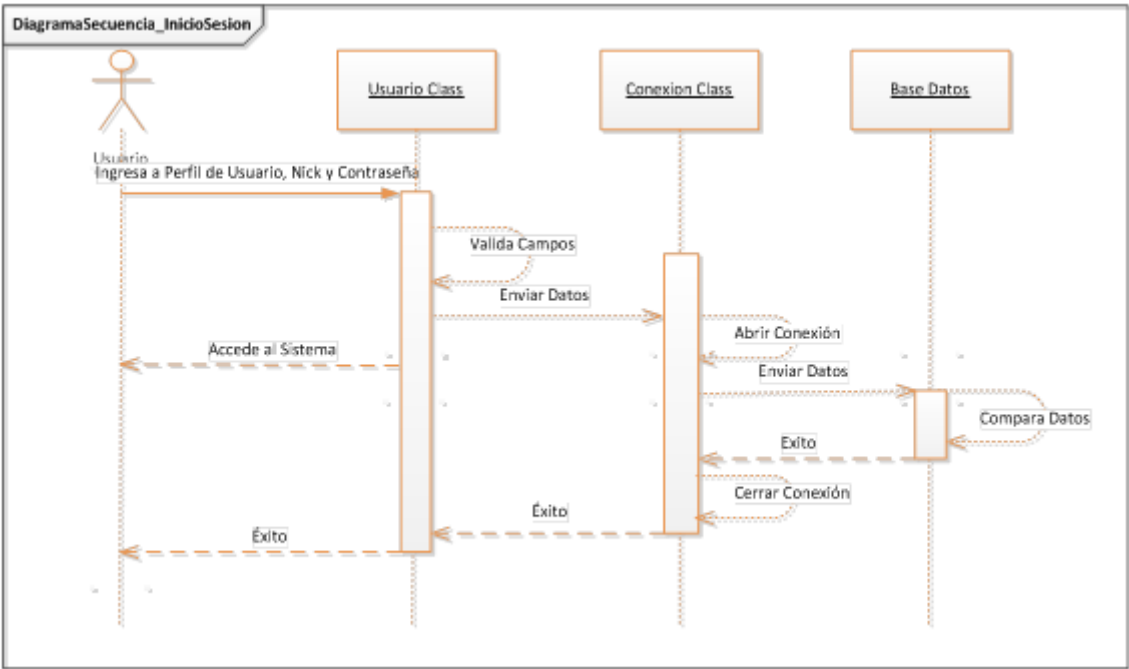 DiagramaSecuencia_InicioSesion
Usuario Class
Conexion Class
Base Datos
Usuario
Ingresa a Perfil de Usuario, Nick y Contraseña
Valida Campos
Enviar Datos
Abrir Conexión
Accede al Sistema
Enviar Datos
Compara Datos
Exito
Cerrar Conexión
Éxito
Éxito